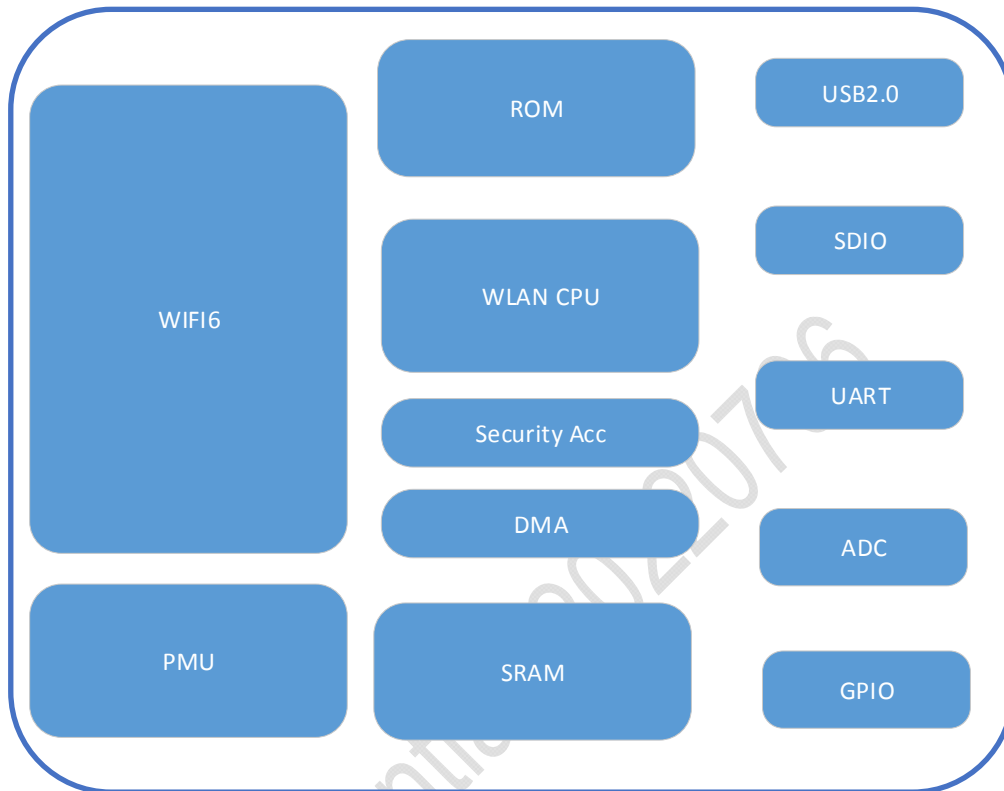 WIFI6
PMU
ROM
WLAN CPU
Security Acc
DMA
SRAM
USB2.0
SDIO
UART
ADC
GPIO